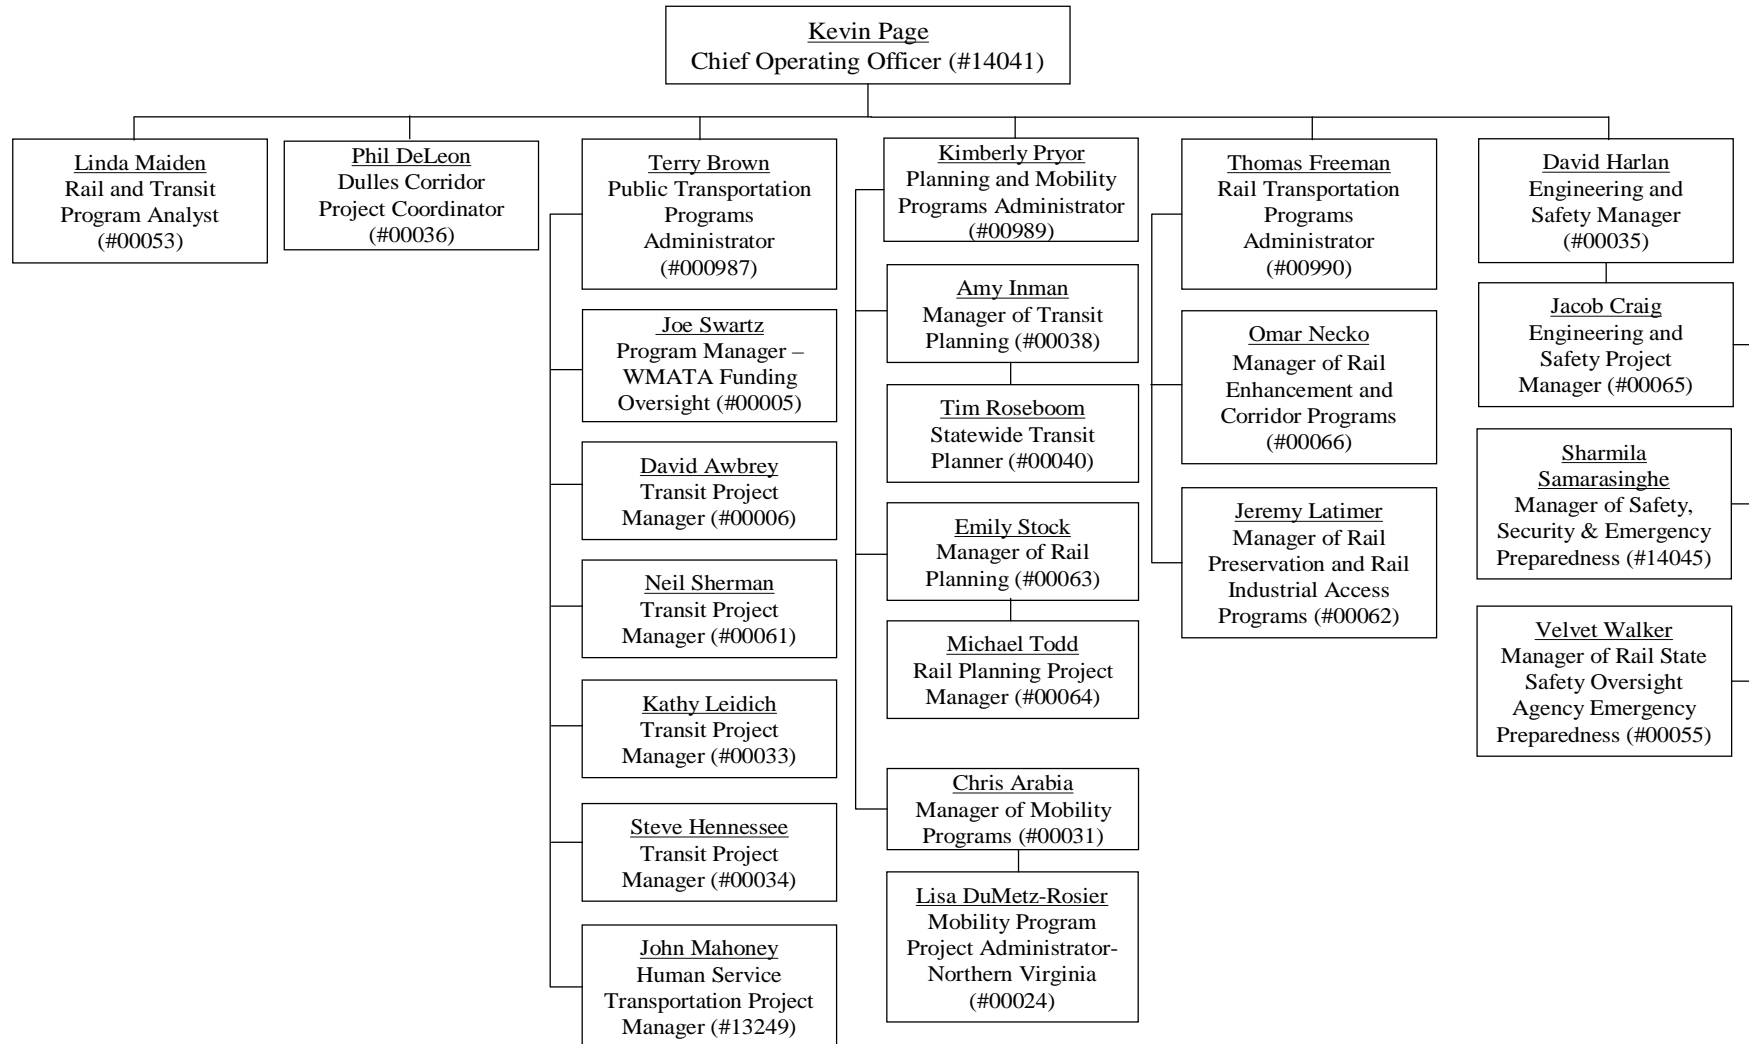 Kevin Page
Chief Operating Officer (#14041)
Linda Maiden
Rail and Transit
Program Analyst
(#00053)
Phil DeLeon
Dulles Corridor
Project Coordinator
(#00036)
Terry Brown
Public Transportation
Programs
Administrator
(#000987)
Joe Swartz
Program Manager –
WMATA Funding
Oversight (#00005)
David Awbrey
Transit Project
Manager (#00006)
Neil Sherman
Transit Project
Manager (#00061)
Kathy Leidich
Transit Project
Manager (#00033)
Steve Hennessee
Transit Project
Manager (#00034)
John Mahoney
Human Service
Transportation Project
Manager (#13249)
Kimberly Pryor
Planning and Mobility
Programs Administrator
(#00989)
Amy Inman
Manager of Transit
Planning (#00038)
Tim Roseboom
Statewide Transit
Planner (#00040)
Emily Stock
Manager of Rail
Planning (#00063)
Michael Todd
Rail Planning Project
Manager (#00064)
Chris Arabia
Manager of Mobility
Programs (#00031)
Lisa DuMetz-Rosier
Mobility Program
Project Administrator-
Northern Virginia
(#00024)
Thomas Freeman
Rail Transportation
Programs
Administrator
(#00990)
Omar Necko
Manager of Rail
Enhancement and
Corridor Programs
(#00066)
Jeremy Latimer
Manager of Rail
Preservation and Rail
Industrial Access
Programs (#00062)
David Harlan
Engineering and
Safety Manager
(#00035)
Jacob Craig
Engineering and
Safety Project
Manager (#00065)
Sharmila
Samarasinghe
Manager of Safety,
Security & Emergency
Preparedness (#14045)
Velvet Walker
Manager of Rail State
Safety Oversight
Agency Emergency
Preparedness (#00055)